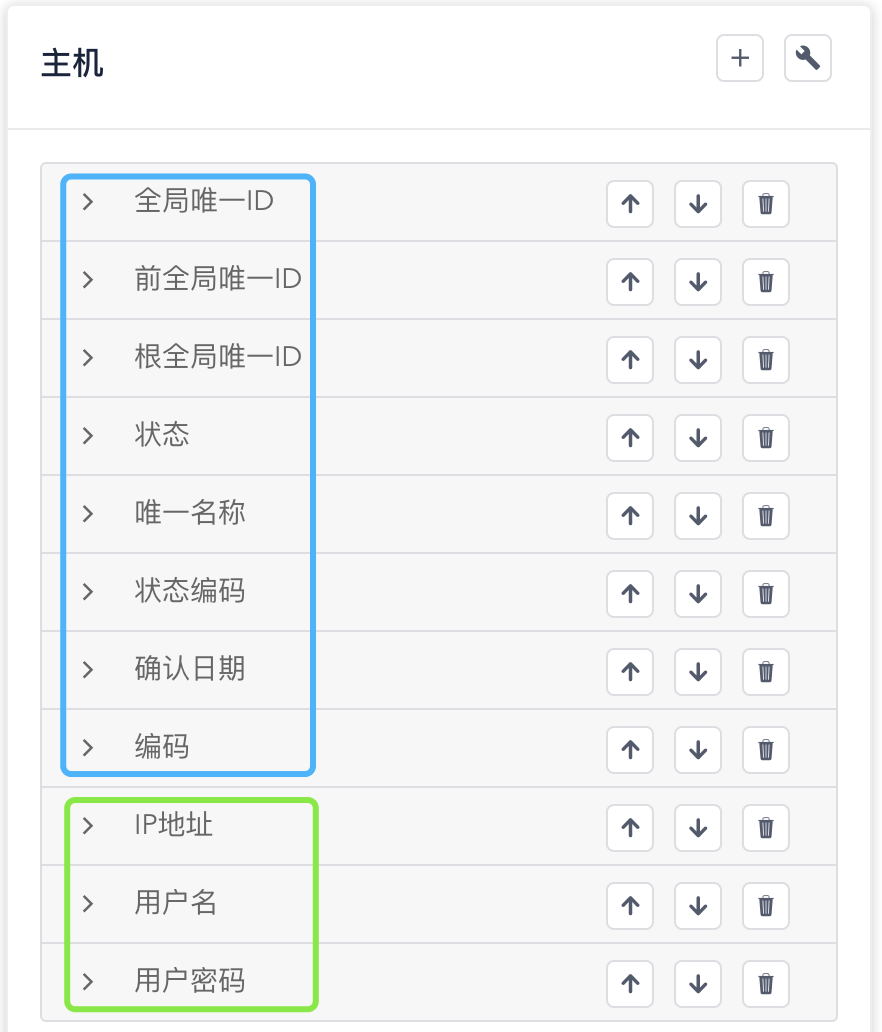 主机
全局唯一ID
前全局唯一ID
根全局唯一ID
状态
唯一名称
状态编码
确认日期
编码
IP地址
用户名
用户密码